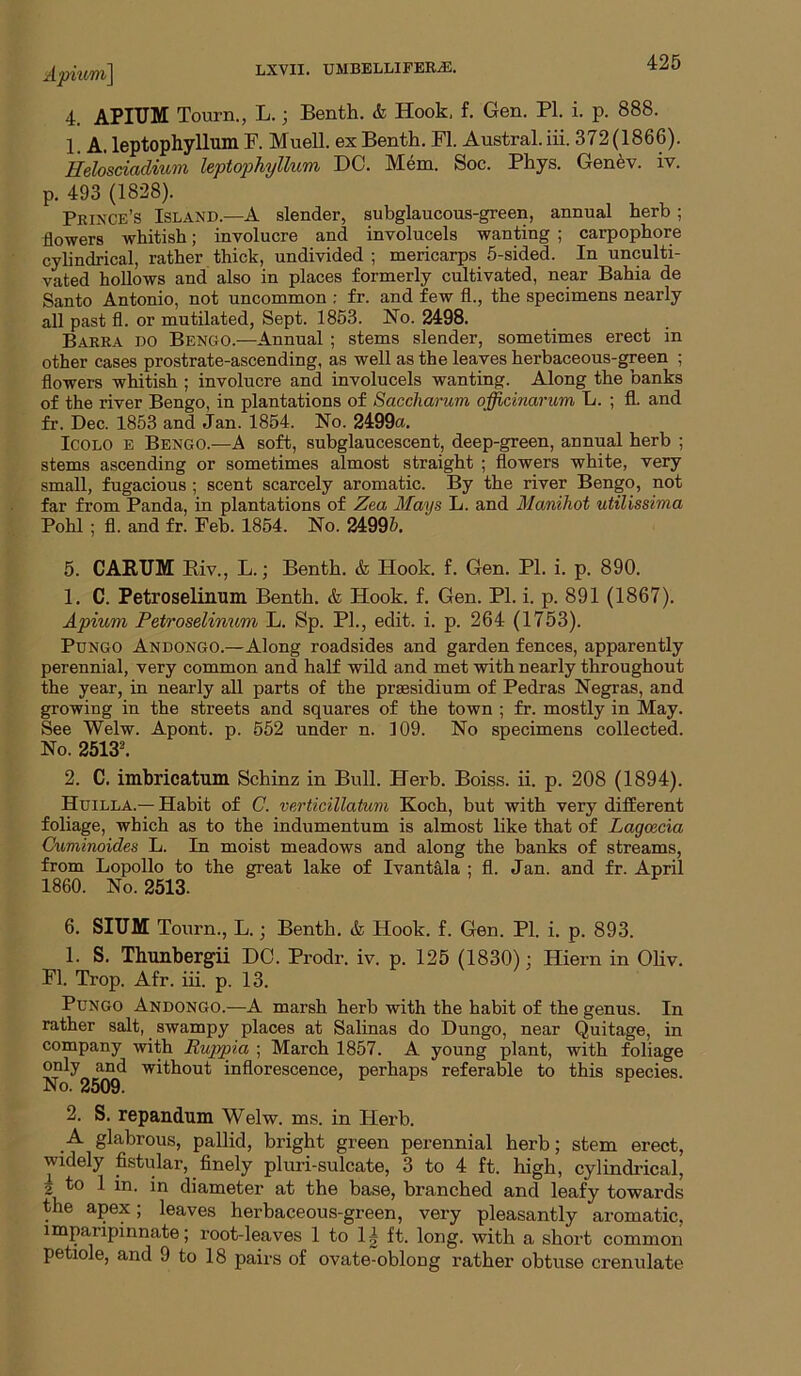 Apium]
LXVII. UMBELLIFERÆ.
425
4. APIUM Tourn., L. ; Benth. & Hook. f. Gen. Pl. i. p. 888.
1. A. leptophyllum F. Muell. ex Benth. Fl. Austral. iii. 372 (1866).
Helosciadium leptophyllum DC. Mém. Soc. Phys. Genèv. iv.
p. 493 (1828).
Prince's Island.—A slender, subglaucous-green, annual herb ;
flowers whitish; involucre and involucels wanting ; carpophore
cylindrical, rather thick, undivided ; mericarps 5-sided. In unculti-
vated hollows and also in places formerly cultivated, near Bahia de
Santo Antonio, not uncommon : fr. and few fl., the specimens nearly
all past fl. or mutilated, Sept. 1853. No. 2498.
Barra do Bengo.—Annual ; stems slender, sometimes erect in
other cases prostrate-ascending, as well as the leaves herbaceous-green ;
flowers whitish ; involucre and involucels wanting. Along the banks
of the river Bengo, in plantations of Saccharum officinarum L. ; fl. and
fr. Dec. 1853 and Jan. 1854. No. 2499a.
Icolo e Bengo.—A soft, subglaucescent, deep-green, annual herb ;
stems ascending or sometimes almost straight ; flowers white, very
small, fugacious ; scent scarcely aromatic. By the river Bengo, not
far from Panda, in plantations of Zea Mays L. and Manihot utilissima
Pohl ; fl. and fr. Feb. 1854. No. 2499b.
5. CARUM Riv., L. ; Benth. & Hook. f. Gen. Pl. i. p. 890.
1. C. Petroselinum Benth. & Hook. f. Gen. Pl. i. p. 891 (1867).
Apium Petroselinum L. Sp. Pl., edit. i. p. 264 (1753).
Pungo Andongo.—Along roadsides and garden fences, apparently
perennial, very common and half wild and met with nearly throughout
the year, in nearly all parts of the præsidium of Pedras Negras, and
growing in the streets and squares of the town ; fr. mostly in May.
See Welw. Apont. p. 552 under n. 109. No specimens collected.
No. 2513².
2. C. imbricatum Schinz in Bull. Herb. Boiss. ii. p. 208 (1894).
Huilla.—Habit of C. verticillatum Koch, but with very different
foliage, which as to the indumentum is almost like that of Lagœcia
Cuminoides L. In moist meadows and along the banks of streams,
from Lopollo to the great lake of Ivantâla ; fl. Jan. and fr. April
1860. No. 2513.
6. SIUM Tourn., L. ; Benth. & Hook. f. Gen. Pl. i. p. 893.
1. S. Thunbergii DC. Prodr. iv. p. 125 (1830) ; Hiern in Oliv.
Fl. Trop. Afr. iii. p. 13.
Pungo Andongo.—A marsh herb with the habit of the genus. In
rather salt, swampy places at Salinas do Dungo, near Quitage, in
company with Ruppia ; March 1857. A young plant, with foliage
only and without inflorescence, perhaps referable to this species.
No. 2509.
2. S. repandum Welw. ms. in Herb.
A glabrous, pallid, bright green perennial herb; stem erect,
widely fistular, finely pluri-sulcate, 3 to 4 ft. high, cylindrical,
to 1 in. in diameter at the base, branched and leafy towards
the apex ; leaves herbaceous-green, very pleasantly aromatic,
imparipinnate ; root-leaves 1 to 1½ ft. long. with a short common
petiole, and 9 to 18 pairs of ovate-oblong rather obtuse crenulate